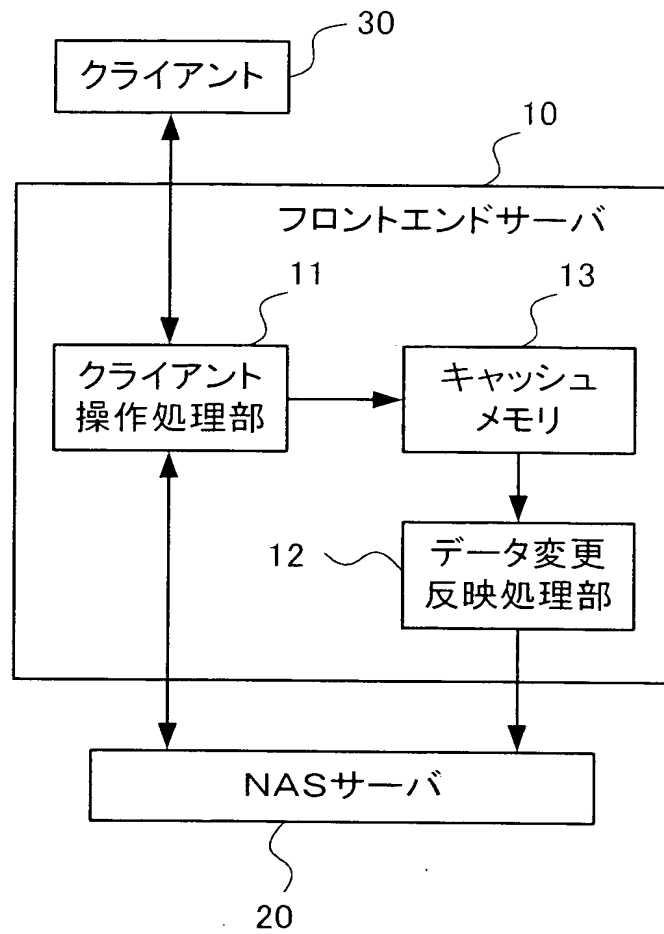 30
クライアント
10
フロントエンドサーバ
11
13
クライアント
操作処理部
キャッシュ
メモリ
12
データ変更
反映処理部
NASサーバ
20